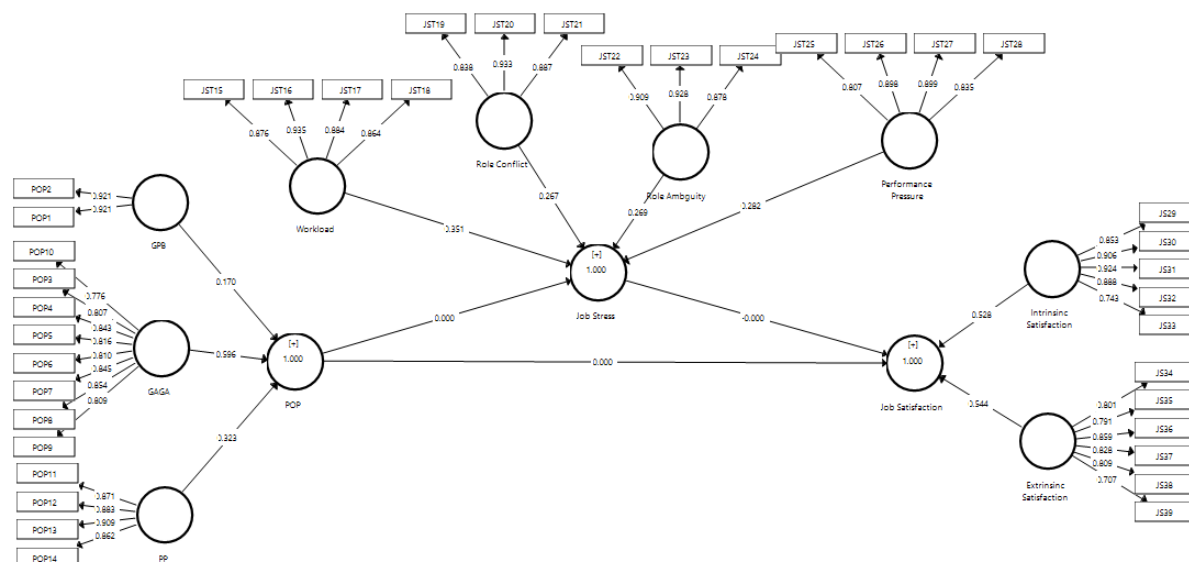 JST19
JST20
JST21
0.838
0.933
0.887
Role Conflict
JST22
JST23
JST24
0.909
0.928
0.878
Role Ambguity
JST25
JST26
JST27
JST28
0.807
0.898
0.899
0.835
Performance
Pressure
JST15
JST16
JST17
JST18
0.876
0.935
0.884
0.864
Workload
POP2
POP1
0.921
0.921
GPB
POP10
POP3
POP4
POP5
POP6
POP7
POP8
POP9
0.776
0.807
0.843
0.816
0.810
0.845
0.854
0.809
GAGA
POP11
POP12
POP13
POP14
0.871
0.883
0.909
0.862
PP
0.170
0.596
0.323
[+]
1.000
POP
0.351
0.267
0.269
0.282
[+]
1.000
Job Stress
0.000
-0.000
0.000
[+]
1.000
Job Satisfaction
0.528
0.544
JS29
JS30
JS31
JS32
JS33
0.853
0.906
0.924
0.888
0.743
Intrinsinc
Satisfaction
JS34
JS35
JS36
JS37
JS38
JS39
0.801
0.791
0.859
0.828
0.809
0.707
Extrinsinc
Satisfaction